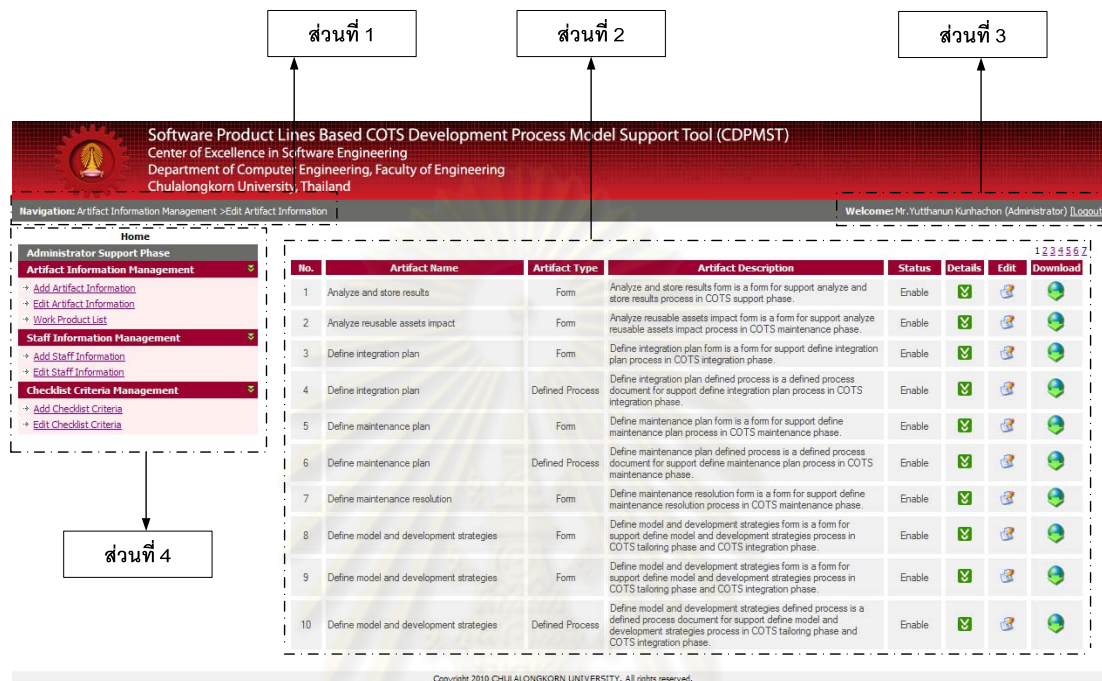 ส่วนที่ 1
ส่วนที่ 2
ส่วนที่ 3
Software Product Lines Based COTS Development Process Model Support Tool (CDPMST)
Center of Excellence in Software Engineering
Department of Computer Engineering, Faculty of Engineering
Chulalongkorn University, Thailand
Navigation: Artifact Information Management >Edit Artifact Information
Welcome: Mr.Yutthanun Kunhachon (Administrator) [Logout
Home
Administrator Support Phase
Artifact Information Management
Add Artifact Information
Edit Artifact Information
Work Product List
Staff Information Management
Add Staff Information
Edit Staff Information
Checklist Criteria Management
Add Checklist Criteria
Edit Checklist Criteria
ส่วนที่ 4
1 2 3 4 5 6 7
No. Artifact Name Artifact Type Artifact Description Status Details Edit Download
1 Analyze and store results Form Analyze and store results form is a form for support analyze and
store results process in COTS support phase. Enable
2 Analyze reusable assets impact Form Analyze reusable assets impact form is a form for support analyze
reusable assets impact process in COTS maintenance phase. Enable
3 Define integration plan Form Define integration plan form is a form for support define integration
plan process in COTS integration phase. Enable
4 Define integration plan Defined Process Define integration plan defined process is a defined process
document for support define integration plan process in COTS
integration phase. Enable
5 Define maintenance plan Form Define maintenance plan form is a form for support define
maintenance plan process in COTS maintenance phase. Enable
6 Define maintenance plan Defined Process Define maintenance plan defined process is a defined process
document for support define maintenance plan process in COTS
maintenance phase. Enable
7 Define maintenance resolution Form Define maintenance resolution form is a form for support define
maintenance resolution process in COTS maintenance phase. Enable
8 Define model and development strategies Form Define model and development strategies form is a form for
support define model and development strategies process in
COTS tailoring phase and COTS integration phase. Enable
9 Define model and development strategies Form Define model and development strategies form is a form for
support define model and development strategies process in
COTS tailoring phase and COTS integration phase. Enable
10 Define model and development strategies Defined Process Define model and development strategies defined process is a
defined process document for support define model and
development strategies process in COTS tailoring phase and
COTS integration phase. Enable
Copyright 2010 CHULALONGKORN UNIVERSITY. All rights reserved.